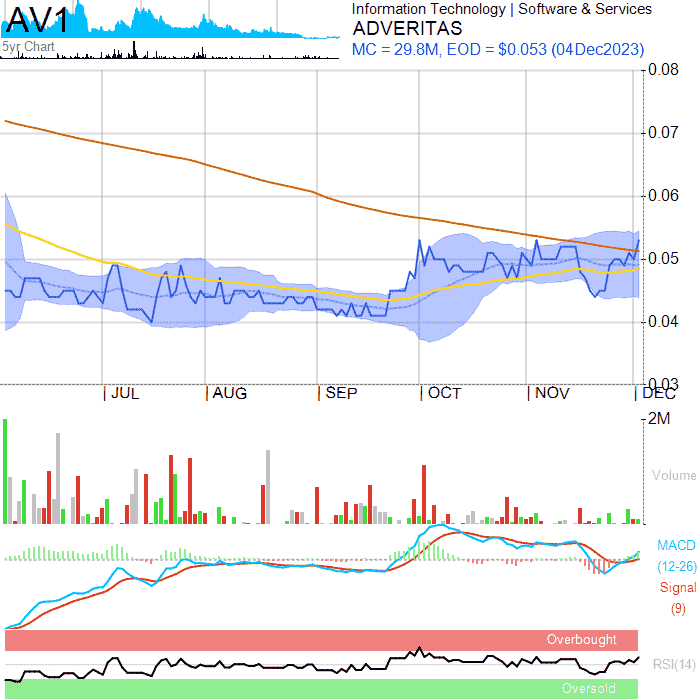 AV1
Information Technology | Software & Services
ADVERITAS
5yr Chart
MC = 29.8M, EOD = $0.053 (04Dec2023)
0.08
0.07
0.06
0.05
0.04
0.03
| JUL | AUG | SEP | OCT | NOV | DEC
2M
Volume
MACD
(12-26)
Signal
(9)
Overbought
RSI(14)
Oversold